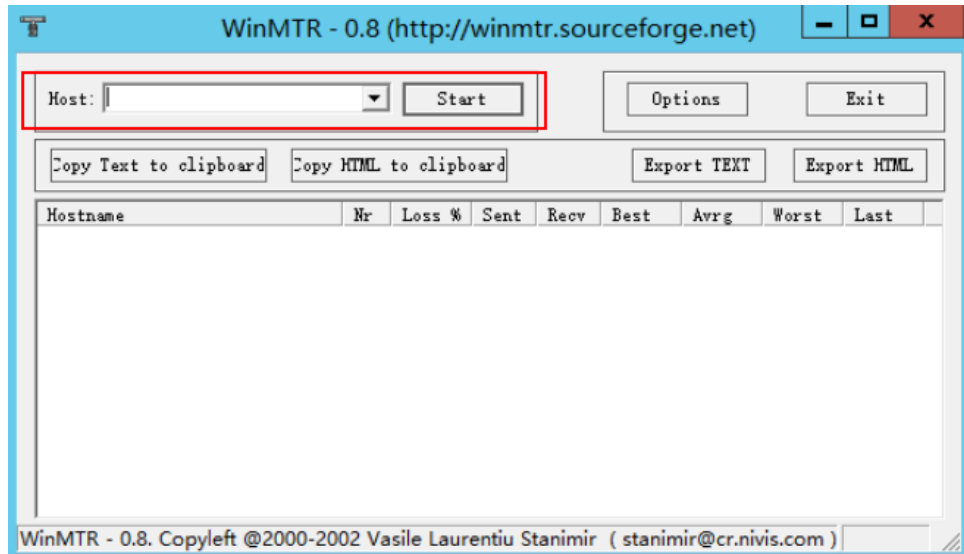 WinMTR - 0.8 (http://winmtr.sourceforge.net)
Host: Start Options Exit
Copy Text to clipboard Copy HTML to clipboard Export TEXT Export HTML
Hostname Nr Loss % Sent Recv Best Avrg Worst Last
WinMTR - 0.8. Copyleft @2000-2002 Vasile Laurentiu Stanimir ( stanimir@cr.nivis.com )